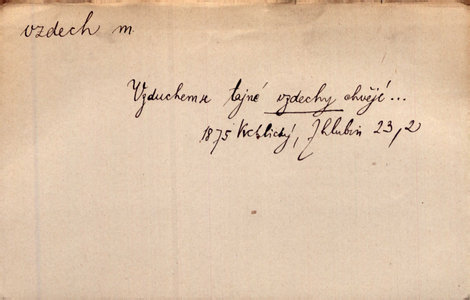 vzdech m.
Vzduchem tajné vzdechy chvějí...
1875 Vrchlický, Z hlubin 23,2